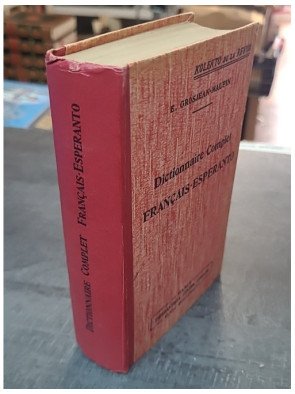 DICTIONNAIRE COMPLET FRANÇAIS-ESPERANTO
KOLEKTO DE LA REVUO
E. GROSJEAN-MAUPIN
Dictionnaire Complet
FRANÇAIS-ESPERANTO